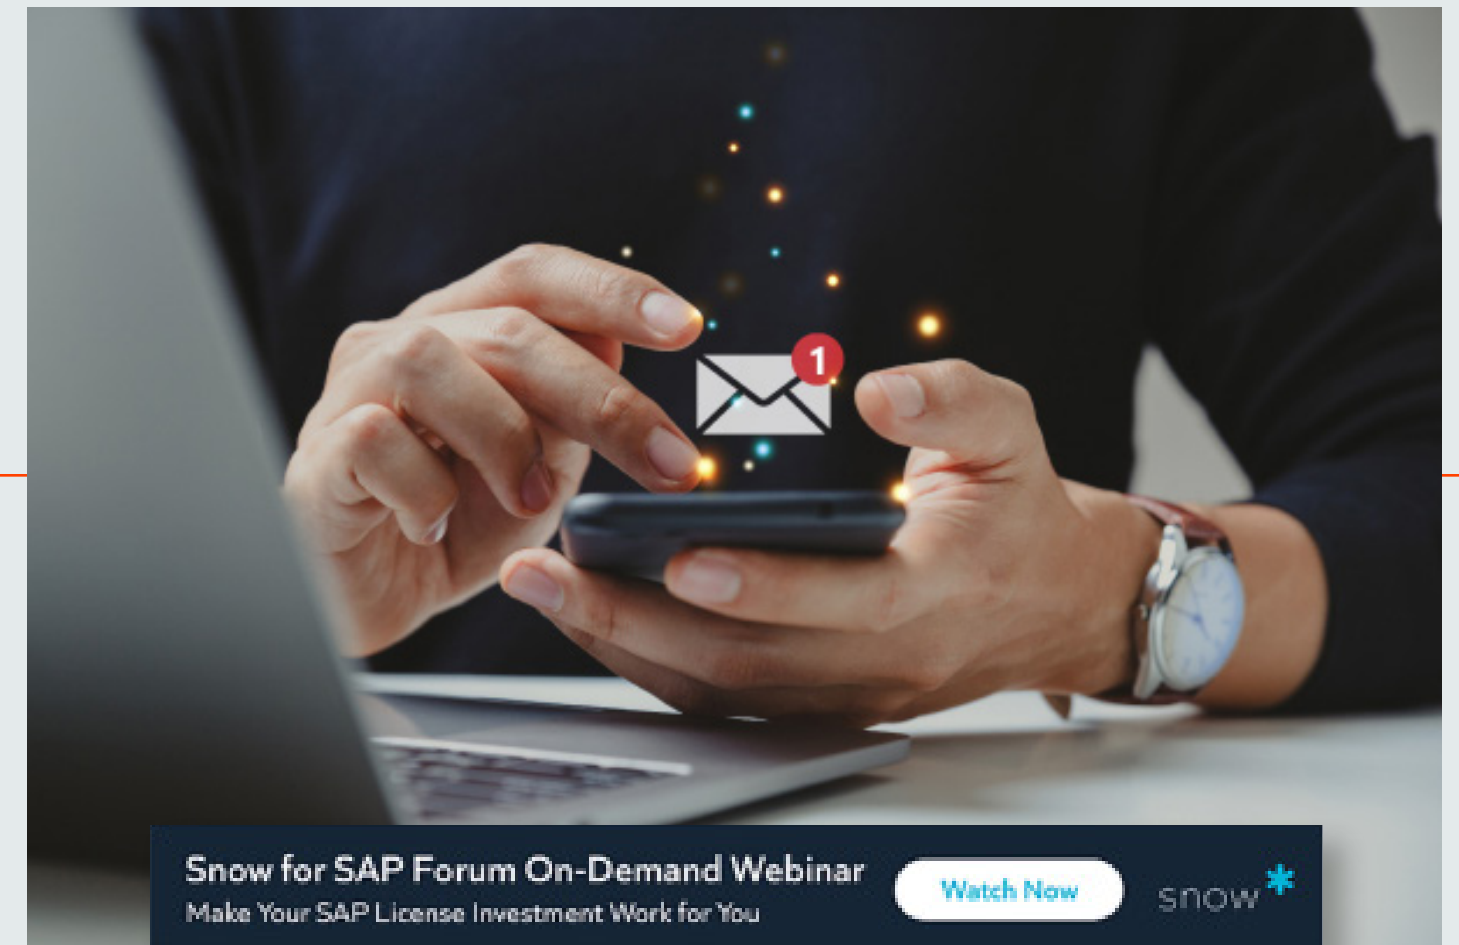 1
Snow for SAP Forum On-Demand Webinar
Make Your SAP License Investment Work for You
Watch Now
snow